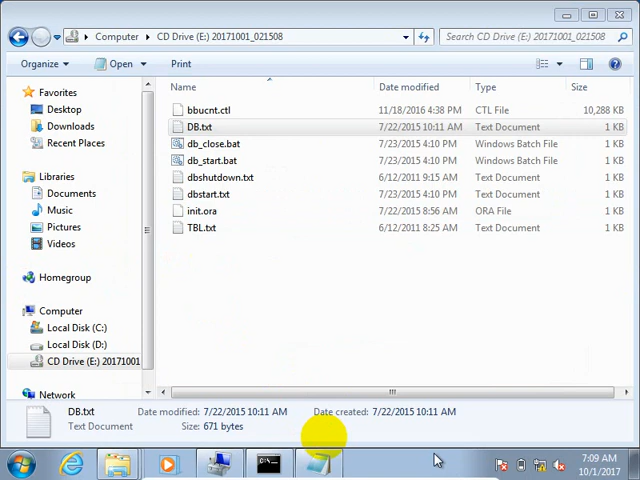 Computer CD Drive (E:) 20171001_021508
Search CD Drive (E:) 20171001_021508
Organize Open Print
Name Date modified Type Size
Favorites
Desktop
Downloads
Recent Places
Libraries
Documents
Music
Pictures
Videos
Homegroup
Computer
Local Disk (C:)
Local Disk (D:)
CD Drive (E:) 20171001
Network
bbucnt.ctl 11/18/2016 4:38 PM CTL File 10,288 KB
DB.txt 7/22/2015 10:11 AM Text Document 1 KB
db_close.bat 7/23/2015 4:10 PM Windows Batch File 1 KB
db_start.bat 7/23/2015 4:10 PM Windows Batch File 1 KB
dbshutdown.txt 6/12/2011 9:15 AM Text Document 1 KB
dbstart.txt 7/23/2015 4:10 PM Text Document 1 KB
init.ora 7/22/2015 8:56 AM ORA File 1 KB
TBL.txt 6/12/2011 8:25 AM Text Document 1 KB
DB.txt Date modified: 7/22/2015 10:11 AM Date created: 7/22/2015 10:11 AM
Text Document Size: 671 bytes
7:09 AM
10/1/2017